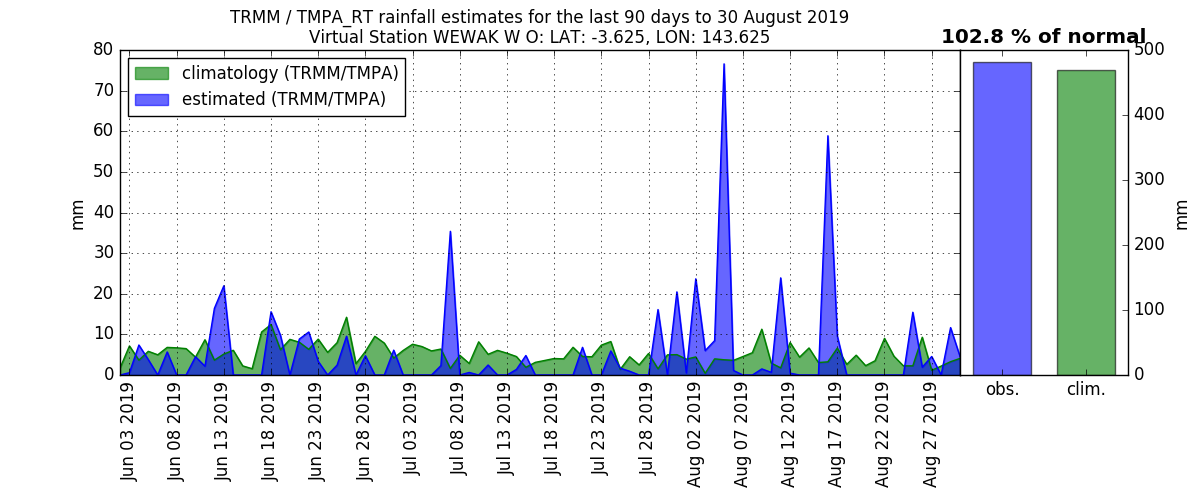 TRMM / TMPA_RT rainfall estimates for the last 90 days to 30 August 2019
Virtual Station WEWAK W O: LAT: -3.625, LON: 143.625
102.8 % of normal
climatology (TRMM/TMPA)
estimated (TRMM/TMPA)
mm
80
70
60
50
40
30
20
10
0
Jun 03 2019
Jun 08 2019
Jun 13 2019
Jun 18 2019
Jun 23 2019
Jun 28 2019
Jul 03 2019
Jul 08 2019
Jul 13 2019
Jul 18 2019
Jul 23 2019
Jul 28 2019
Aug 02 2019
Aug 07 2019
Aug 12 2019
Aug 17 2019
Aug 22 2019
Aug 27 2019
obs.
clim.
500
400
300
200
100
0
mm